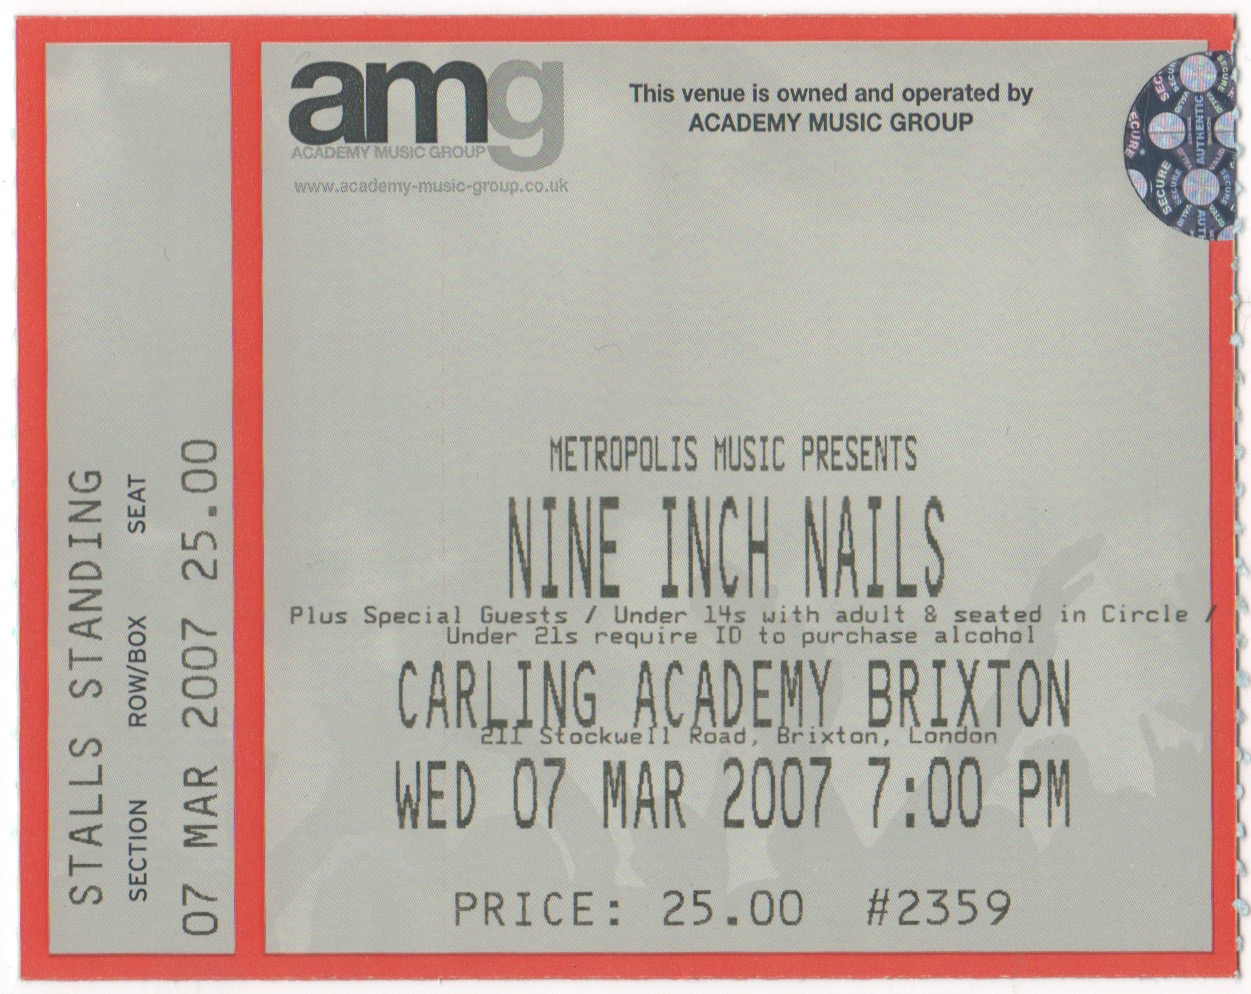 STALLS STANDING
SECTION ROW/BOX SEAT
07 MAR 2007 25.00
amg
ACADEMY MUSIC GROUP
www.academy-music-group.co.uk
This venue is owned and operated by
ACADEMY MUSIC GROUP
SECURE
AUTHENTIC
VALID
METROPOLIS MUSIC PRESENTS
NINE INCH NAILS
Plus Special Guests / Under 14s with adult & seated in Circle /
Under 21s require ID to purchase alcohol
CARLING ACADEMY BRIXTON
211 Stockwell Road, Brixton, London
WED 07 MAR 2007 7:00 PM
PRICE: 25.00 #2359